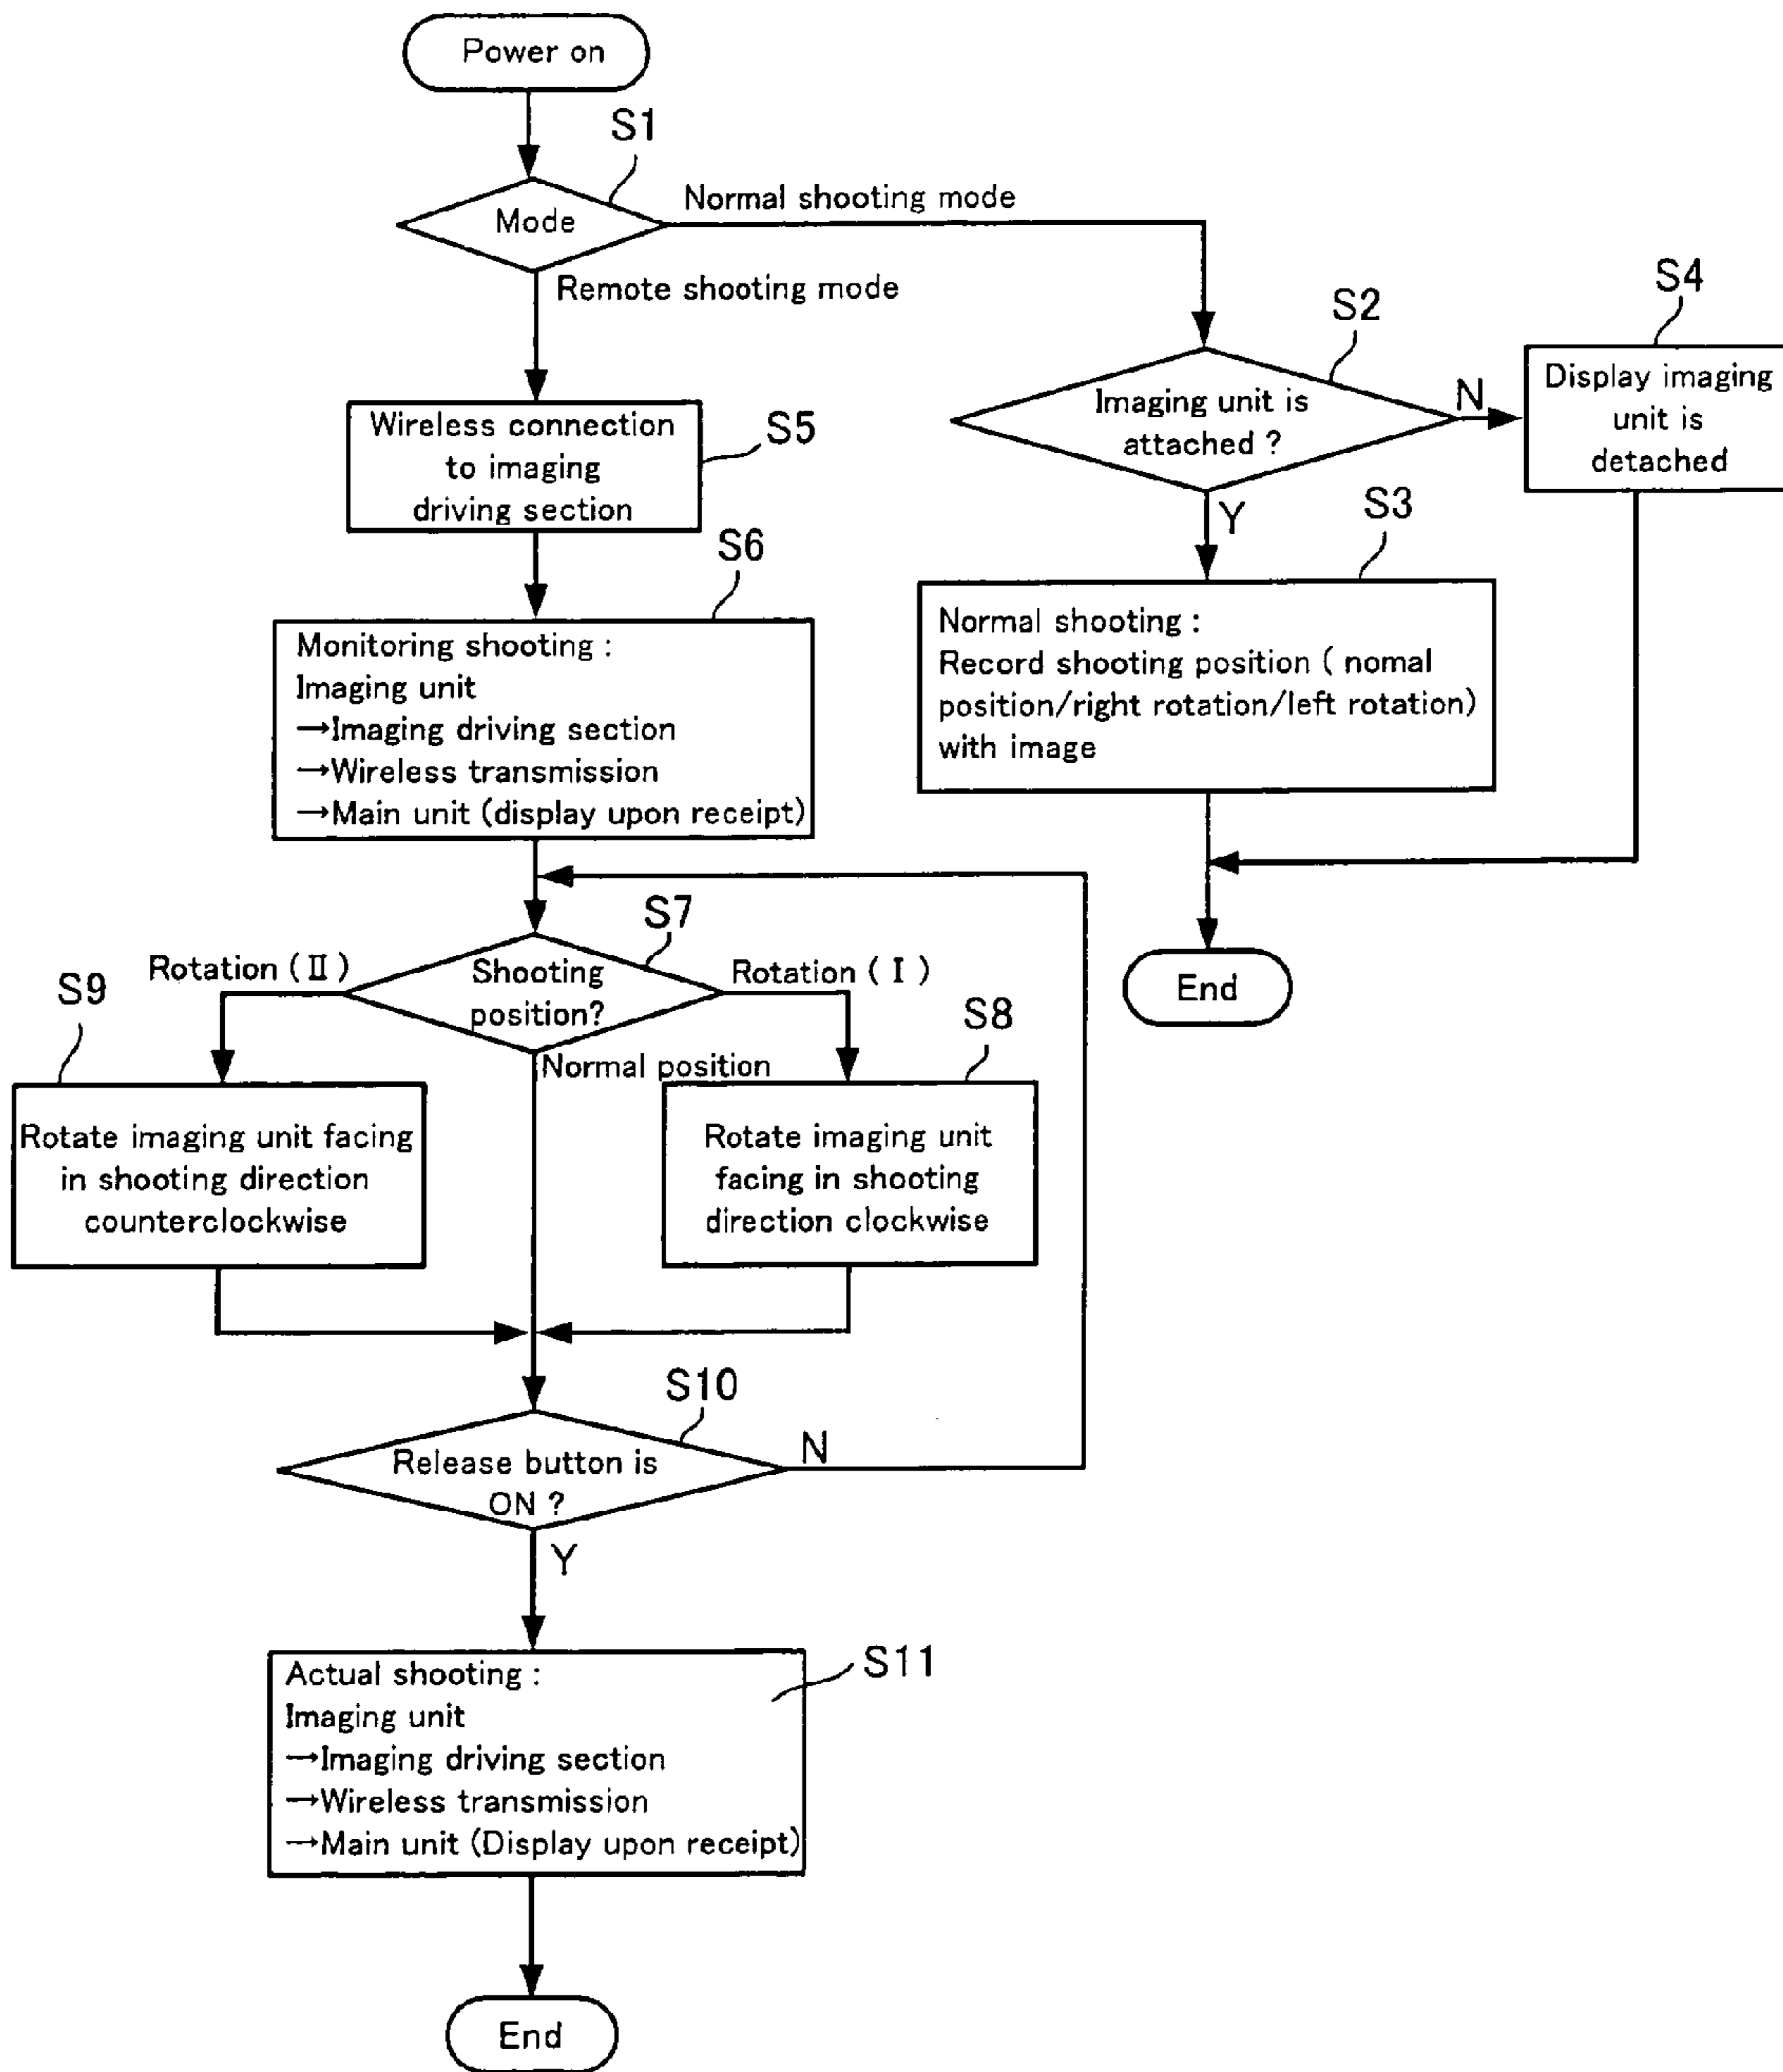 Power on
S1
Mode
Normal shooting mode
Remote shooting mode
S2
Imaging unit is
attached ?
N
Y
S4
Display imaging
unit is
detached
S3
Normal shooting :
Record shooting position ( nomal
position/right rotation/left rotation)
with image
End
S5
Wireless connection
to imaging
driving section
S6
Monitoring shooting :
Imaging unit
→Imaging driving section
→Wireless transmission
→Main unit (display upon receipt)
S7
Shooting
position?
Rotation (Ⅱ)
Rotation ( Ⅰ )
Normal position
S9
Rotate imaging unit facing
in shooting direction
counterclockwise
S8
Rotate imaging unit
facing in shooting
direction clockwise
S10
Release button is
ON ?
N
Y
S11
Actual shooting :
Imaging unit
→Imaging driving section
→Wireless transmission
→Main unit (Display upon receipt)
End